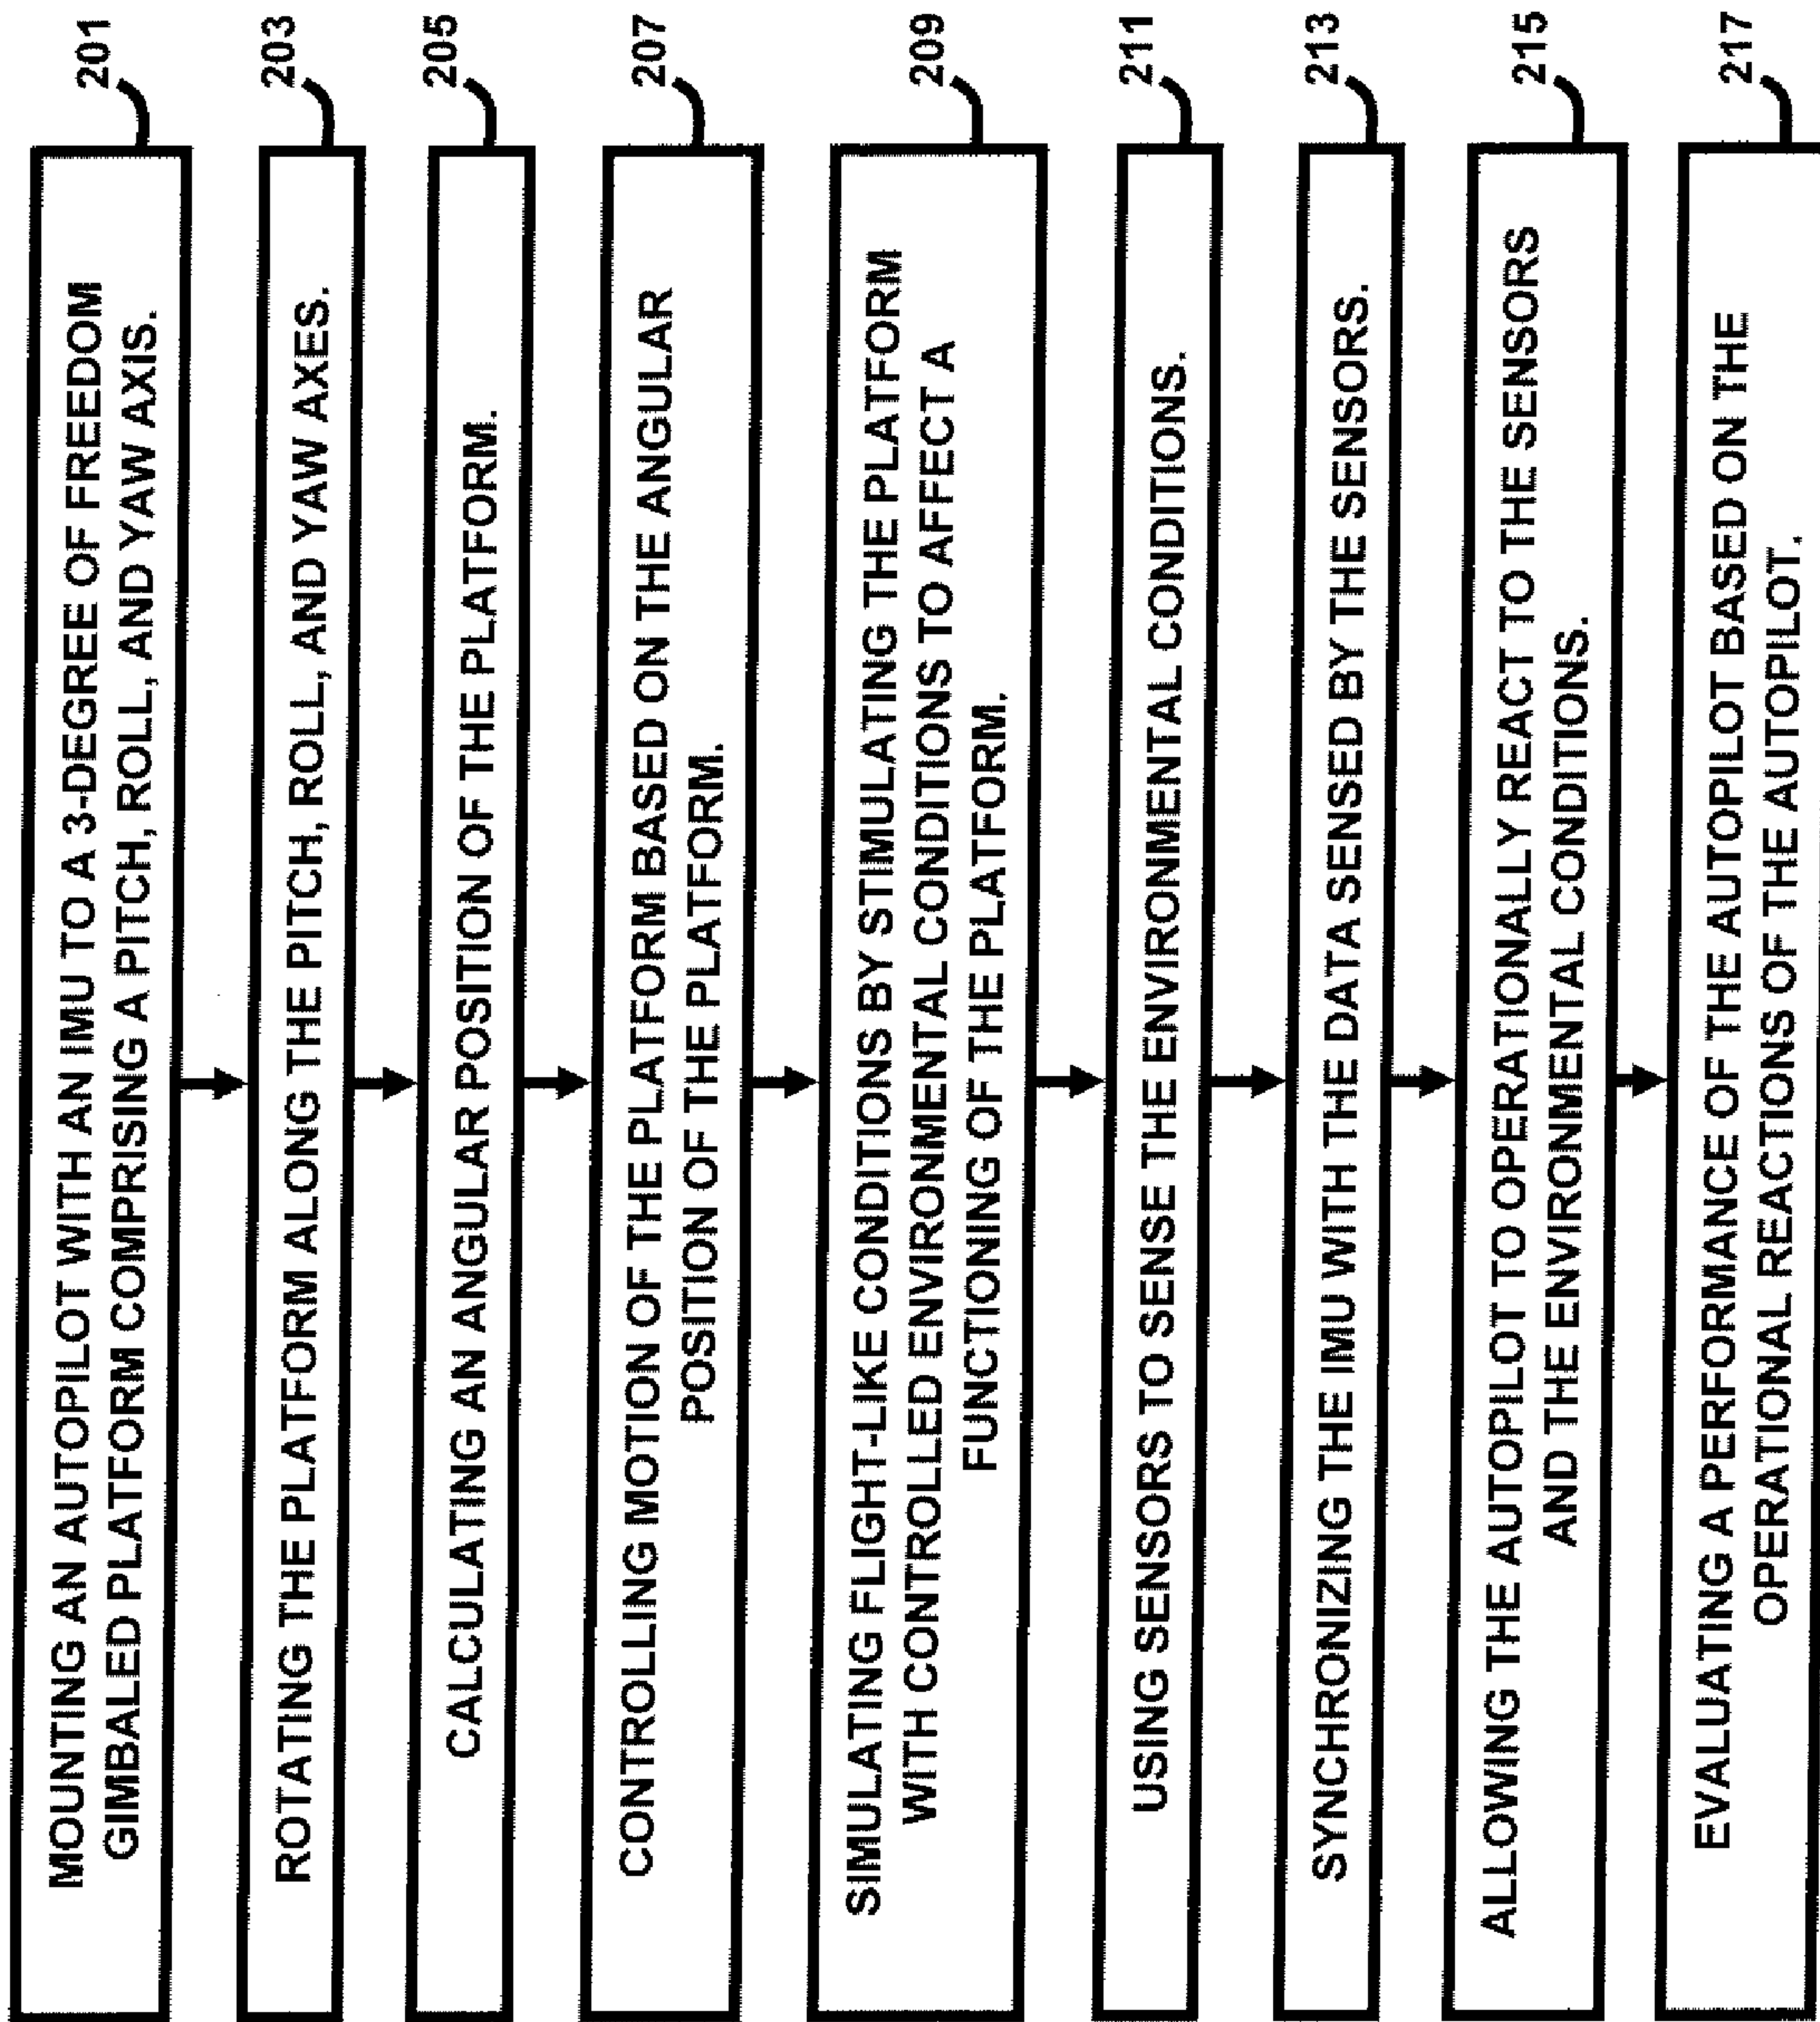 MOUNTING AN AUTOPILOT WITH AN IMU TO A 3-DEGREE OF FREEDOM
GIMBALED PLATFORM COMPRISING A PITCH, ROLL, AND YAW AXIS.
201
ROTATING THE PLATFORM ALONG THE PITCH, ROLL, AND YAW AXES.
203
CALCULATING AN ANGULAR POSITION OF THE PLATFORM.
205
CONTROLLING MOTION OF THE PLATFORM BASED ON THE ANGULAR
POSITION OF THE PLATFORM.
207
SIMULATING FLIGHT-LIKE CONDITIONS BY STIMULATING THE PLATFORM
WITH CONTROLLED ENVIRONMENTAL CONDITIONS TO AFFECT A
FUNCTIONING OF THE PLATFORM.
209
USING SENSORS TO SENSE THE ENVIRONMENTAL CONDITIONS.
211
SYNCHRONIZING THE IMU WITH THE DATA SENSED BY THE SENSORS.
213
ALLOWING THE AUTOPILOT TO OPERATIONALLY REACT TO THE SENSORS
AND THE ENVIRONMENTAL CONDITIONS.
215
EVALUATING A PERFORMANCE OF THE AUTOPILOT BASED ON THE
OPERATIONAL REACTIONS OF THE AUTOPILOT.
217